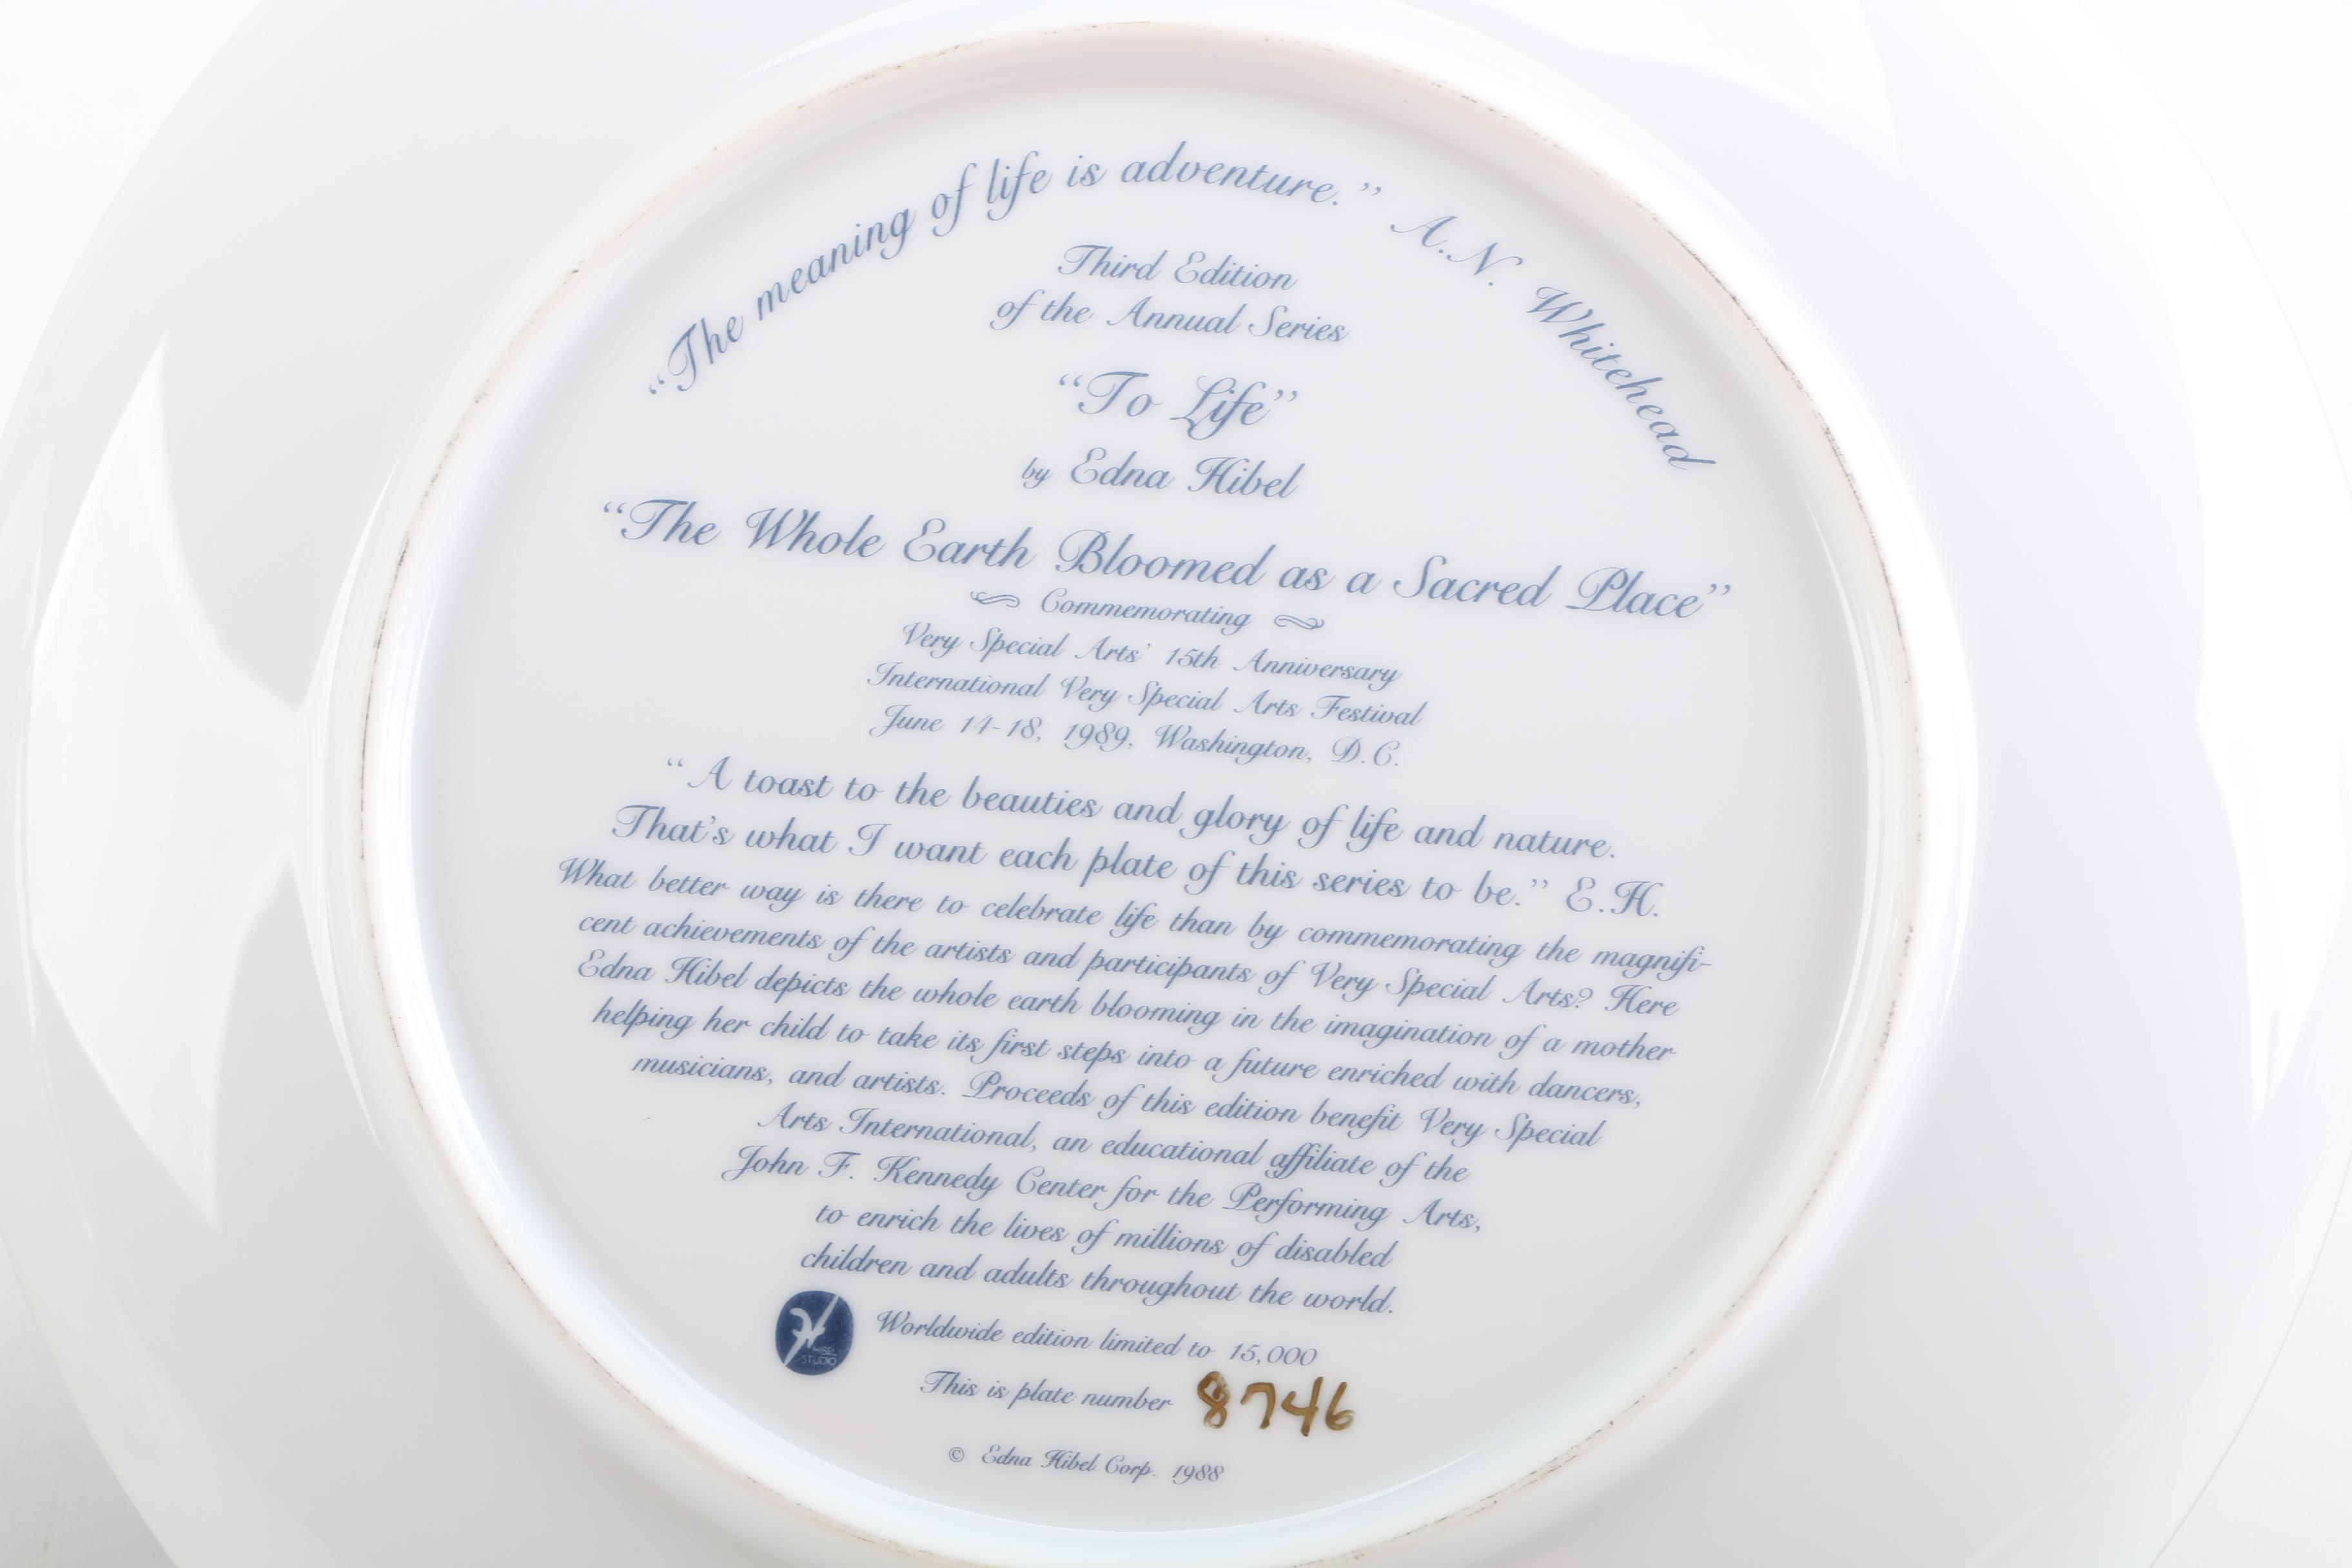 “The meaning of life is adventure.” A.N. Whitehead
Third Edition
of the Annual Series
“To Life”
by Edna Hibel
“The Whole Earth Bloomed as a Sacred Place”
Commemorating
Very Special Arts’ 15th Anniversary
International Very Special Arts Festival
June 14-18, 1989, Washington, D.C.
“A toast to the beauties and glory of life and nature.
That’s what I want each plate of this series to be.” E.H.
What better way is there to celebrate life than by commemorating the magnifi-
cent achievements of the artists and participants of Very Special Arts? Here
Edna Hibel depicts the whole earth blooming in the imagination of a mother
helping her child to take its first steps into a future enriched with dancers,
musicians, and artists. Proceeds of this edition benefit Very Special
Arts International, an educational affiliate of the
John F. Kennedy Center for the Performing Arts,
to enrich the lives of millions of disabled
children and adults throughout the world.
HIBEL
STUDIO
Worldwide edition limited to 15,000
This is plate number 8746
© Edna Hibel Corp. 1988